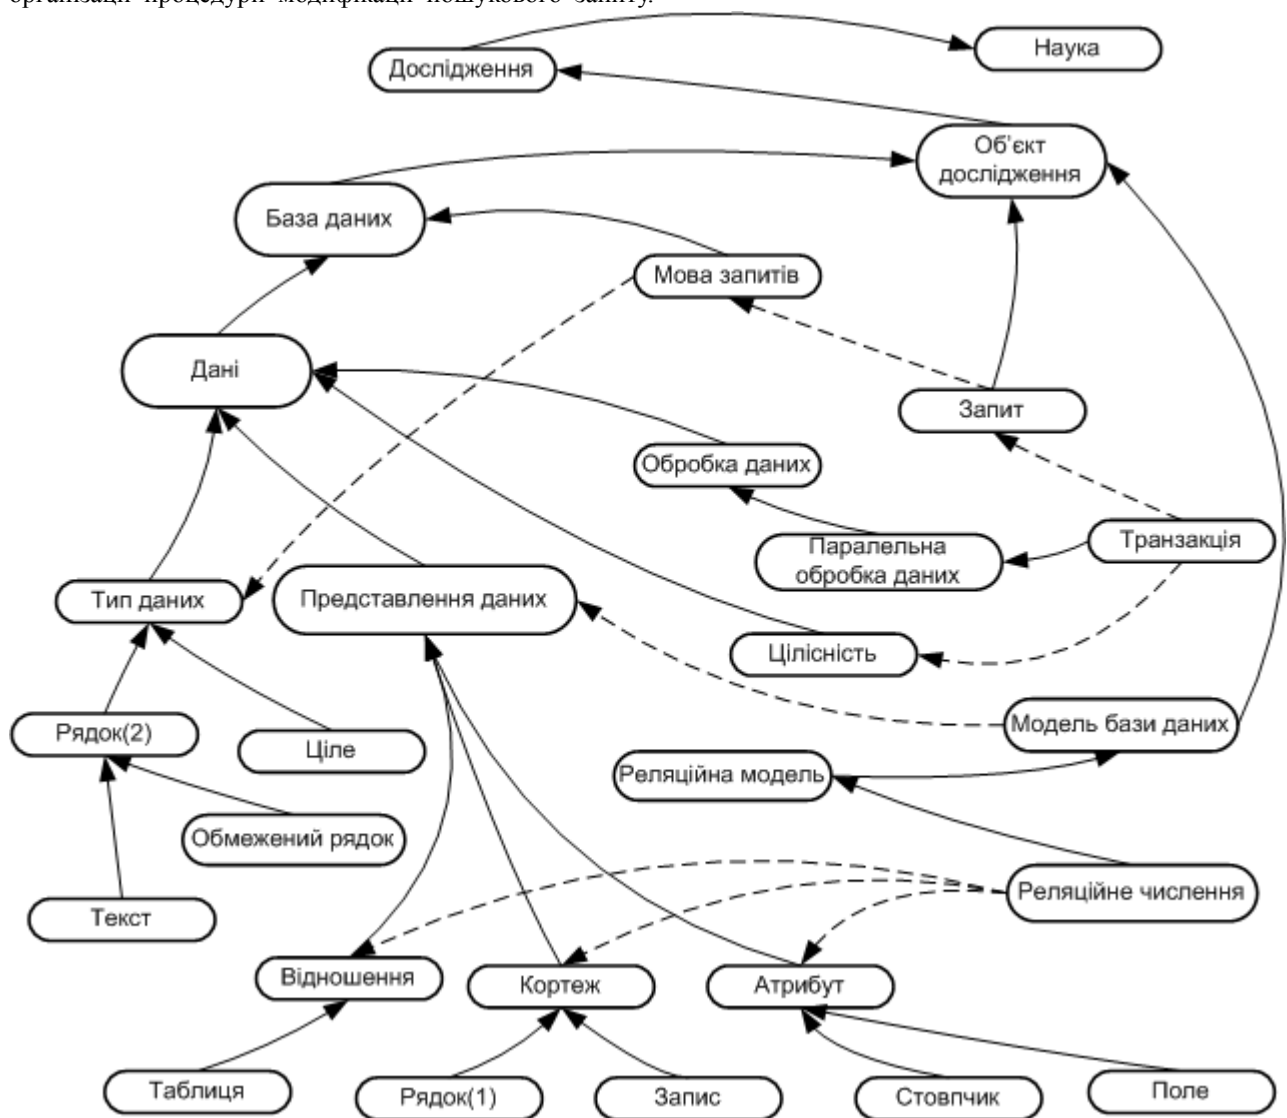 організації процедури модифікації пошукового запиту.
Наука
Дослідження
Об'єкт
дослідження
База даних
Мова запитів
Дані
Запит
Обробка даних
Паралельна
обробка даних
Транзакція
Тип даних
Представлення даних
Цілісність
Рядок(2)
Ціле
Модель бази даних
Реляційна модель
Обмежений рядок
Реляційне числення
Текст
Відношення
Кортеж
Атрибут
Таблиця
Рядок(1)
Запис
Стовпчик
Поле